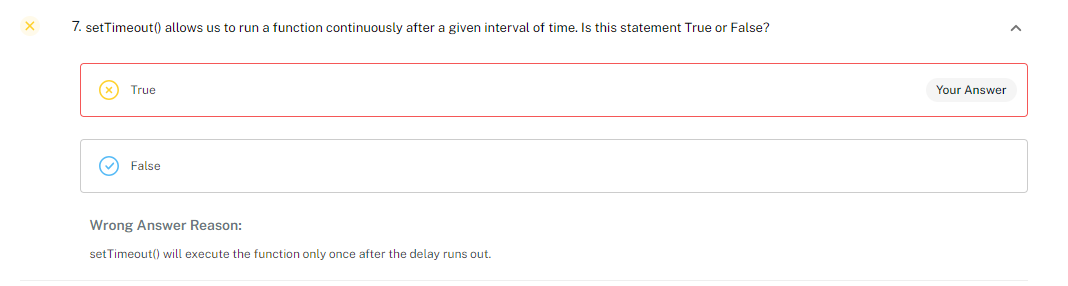 7. setTimeout() allows us to run a function continuously after a given interval of time. Is this statement True or False?
True
Your Answer
False
Wrong Answer Reason:
setTimeout() will execute the function only once after the delay runs out.